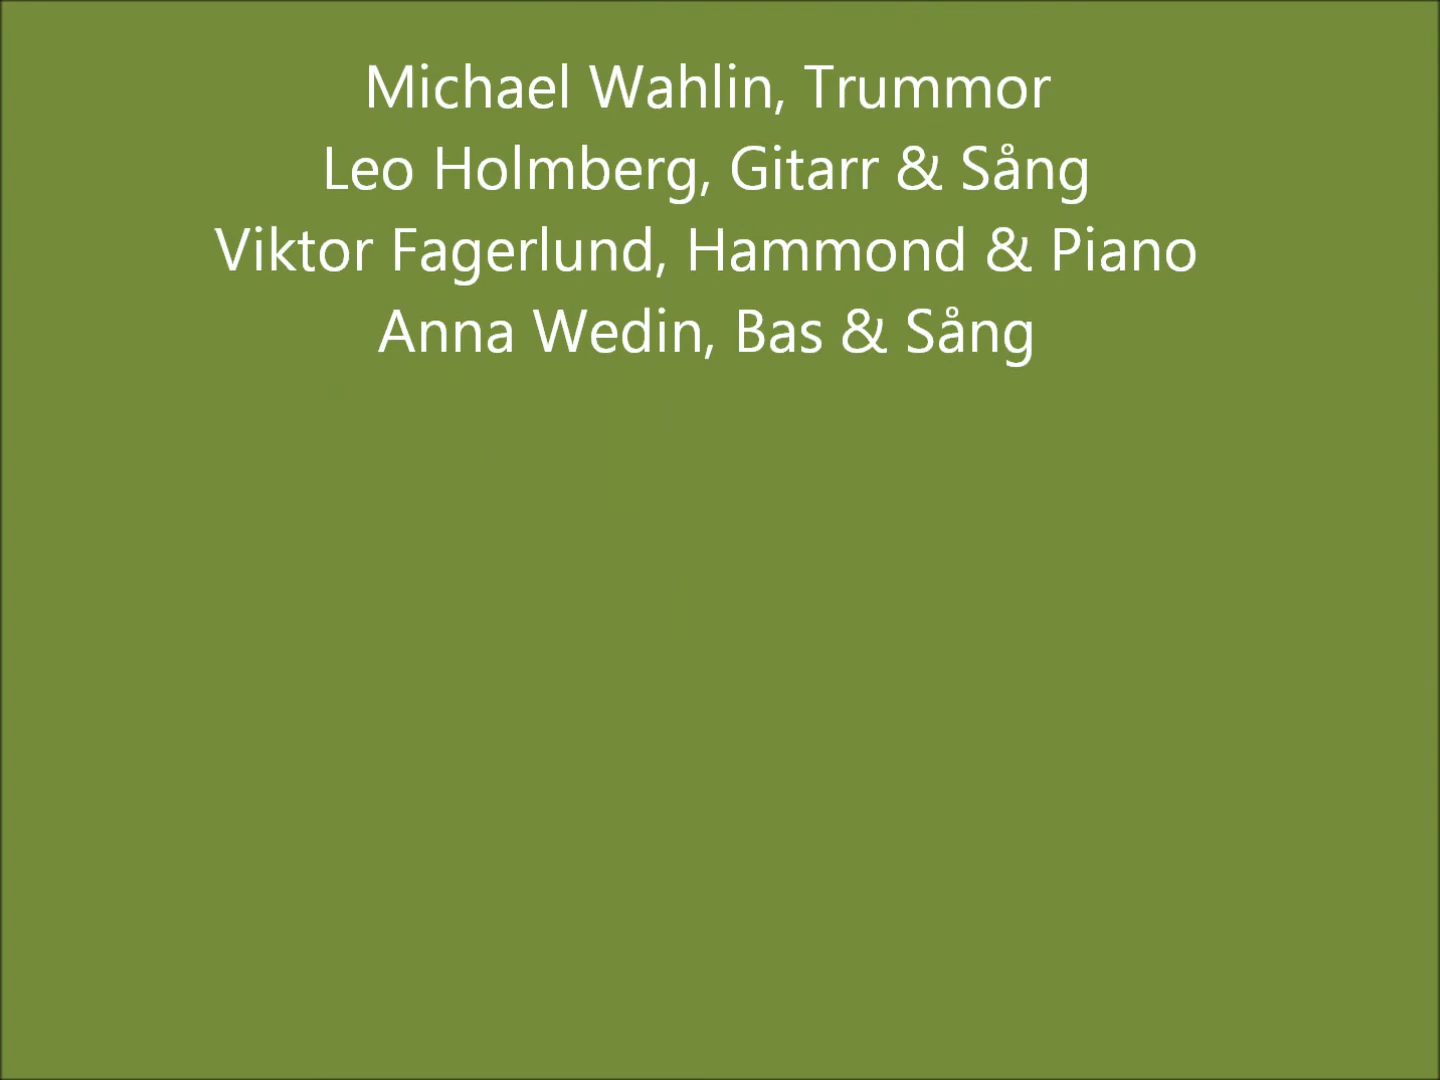 Michael Wahlin, Trummor
Leo Holmberg, Gitarr & Sång
Viktor Fagerlund, Hammond & Piano
Anna Wedin, Bas & Sång